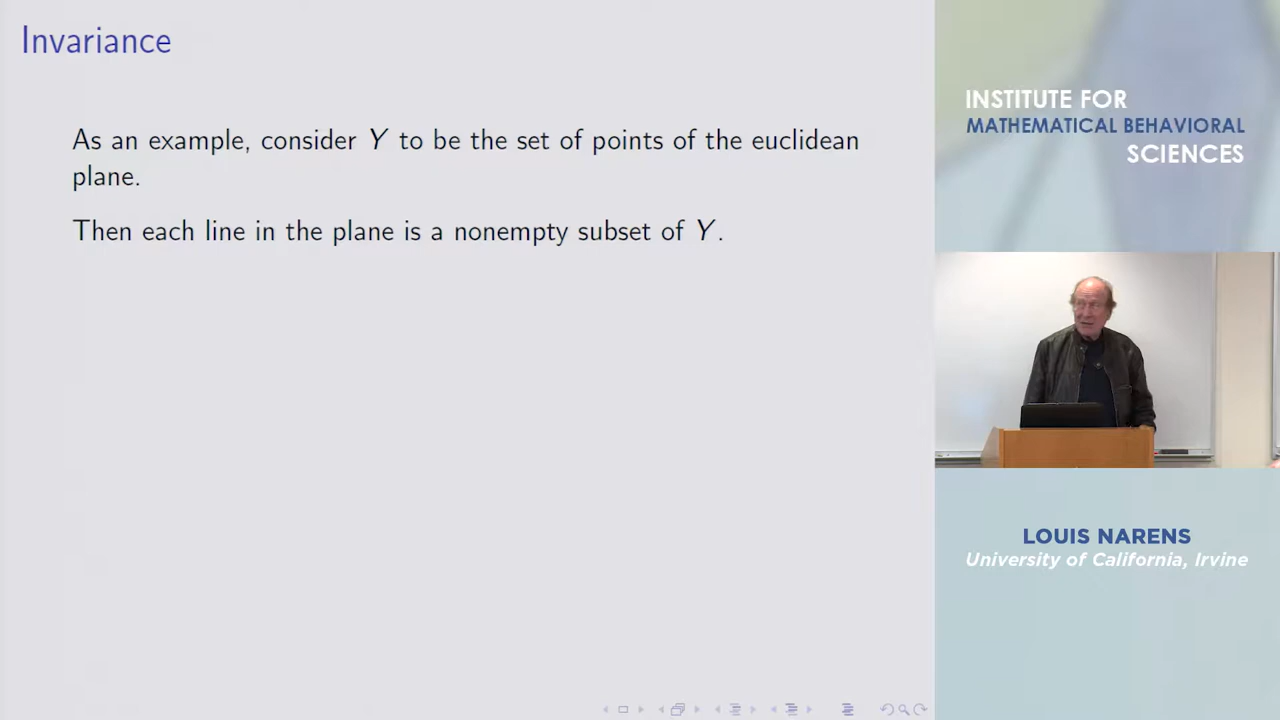 Invariance
As an example, consider Y to be the set of points of the euclidean
plane.
Then each line in the plane is a nonempty subset of Y.
INSTITUTE FOR
MATHEMATICAL BEHAVIORAL
SCIENCES
LOUIS NARENS
University of California, Irvine